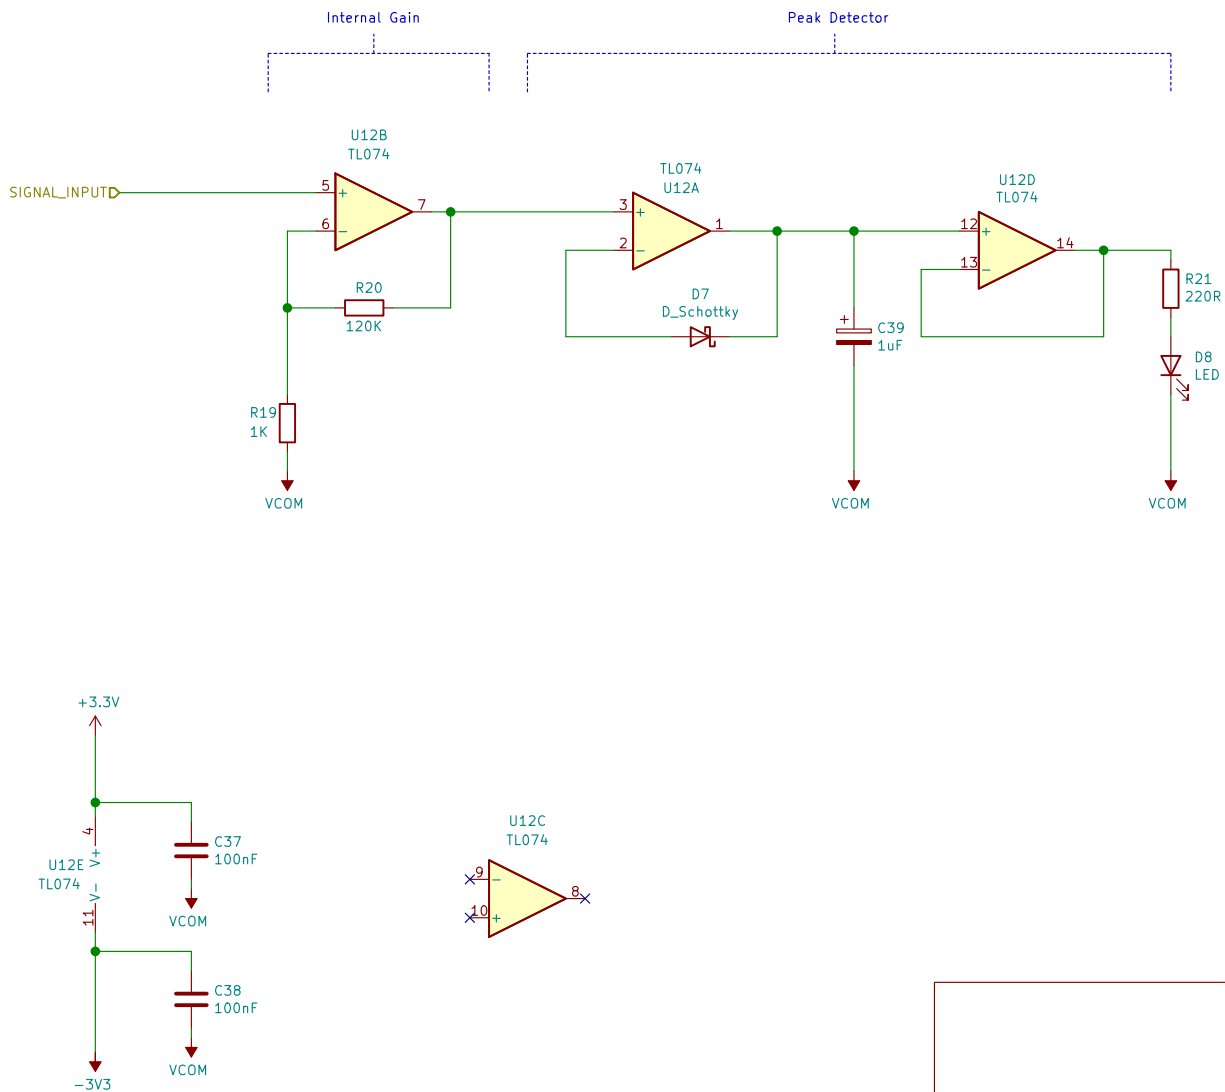 Internal Gain
Peak Detector
U12B
TL074
SIGNAL_INPUT
5
+
6
-
7
R20
120K
R19
1K
VCOM
TL074
U12A
3
+
2
-
1
D7
D_Schottky
+
C39
1uF
VCOM
U12D
TL074
12
+
13
-
14
R21
220R
D8
LED
VCOM
+3.3V
4
V+
U12E
TL074
V-
11
C37
100nF
VCOM
C38
100nF
VCOM
-3V3
U12C
TL074
9
-
10
+
8